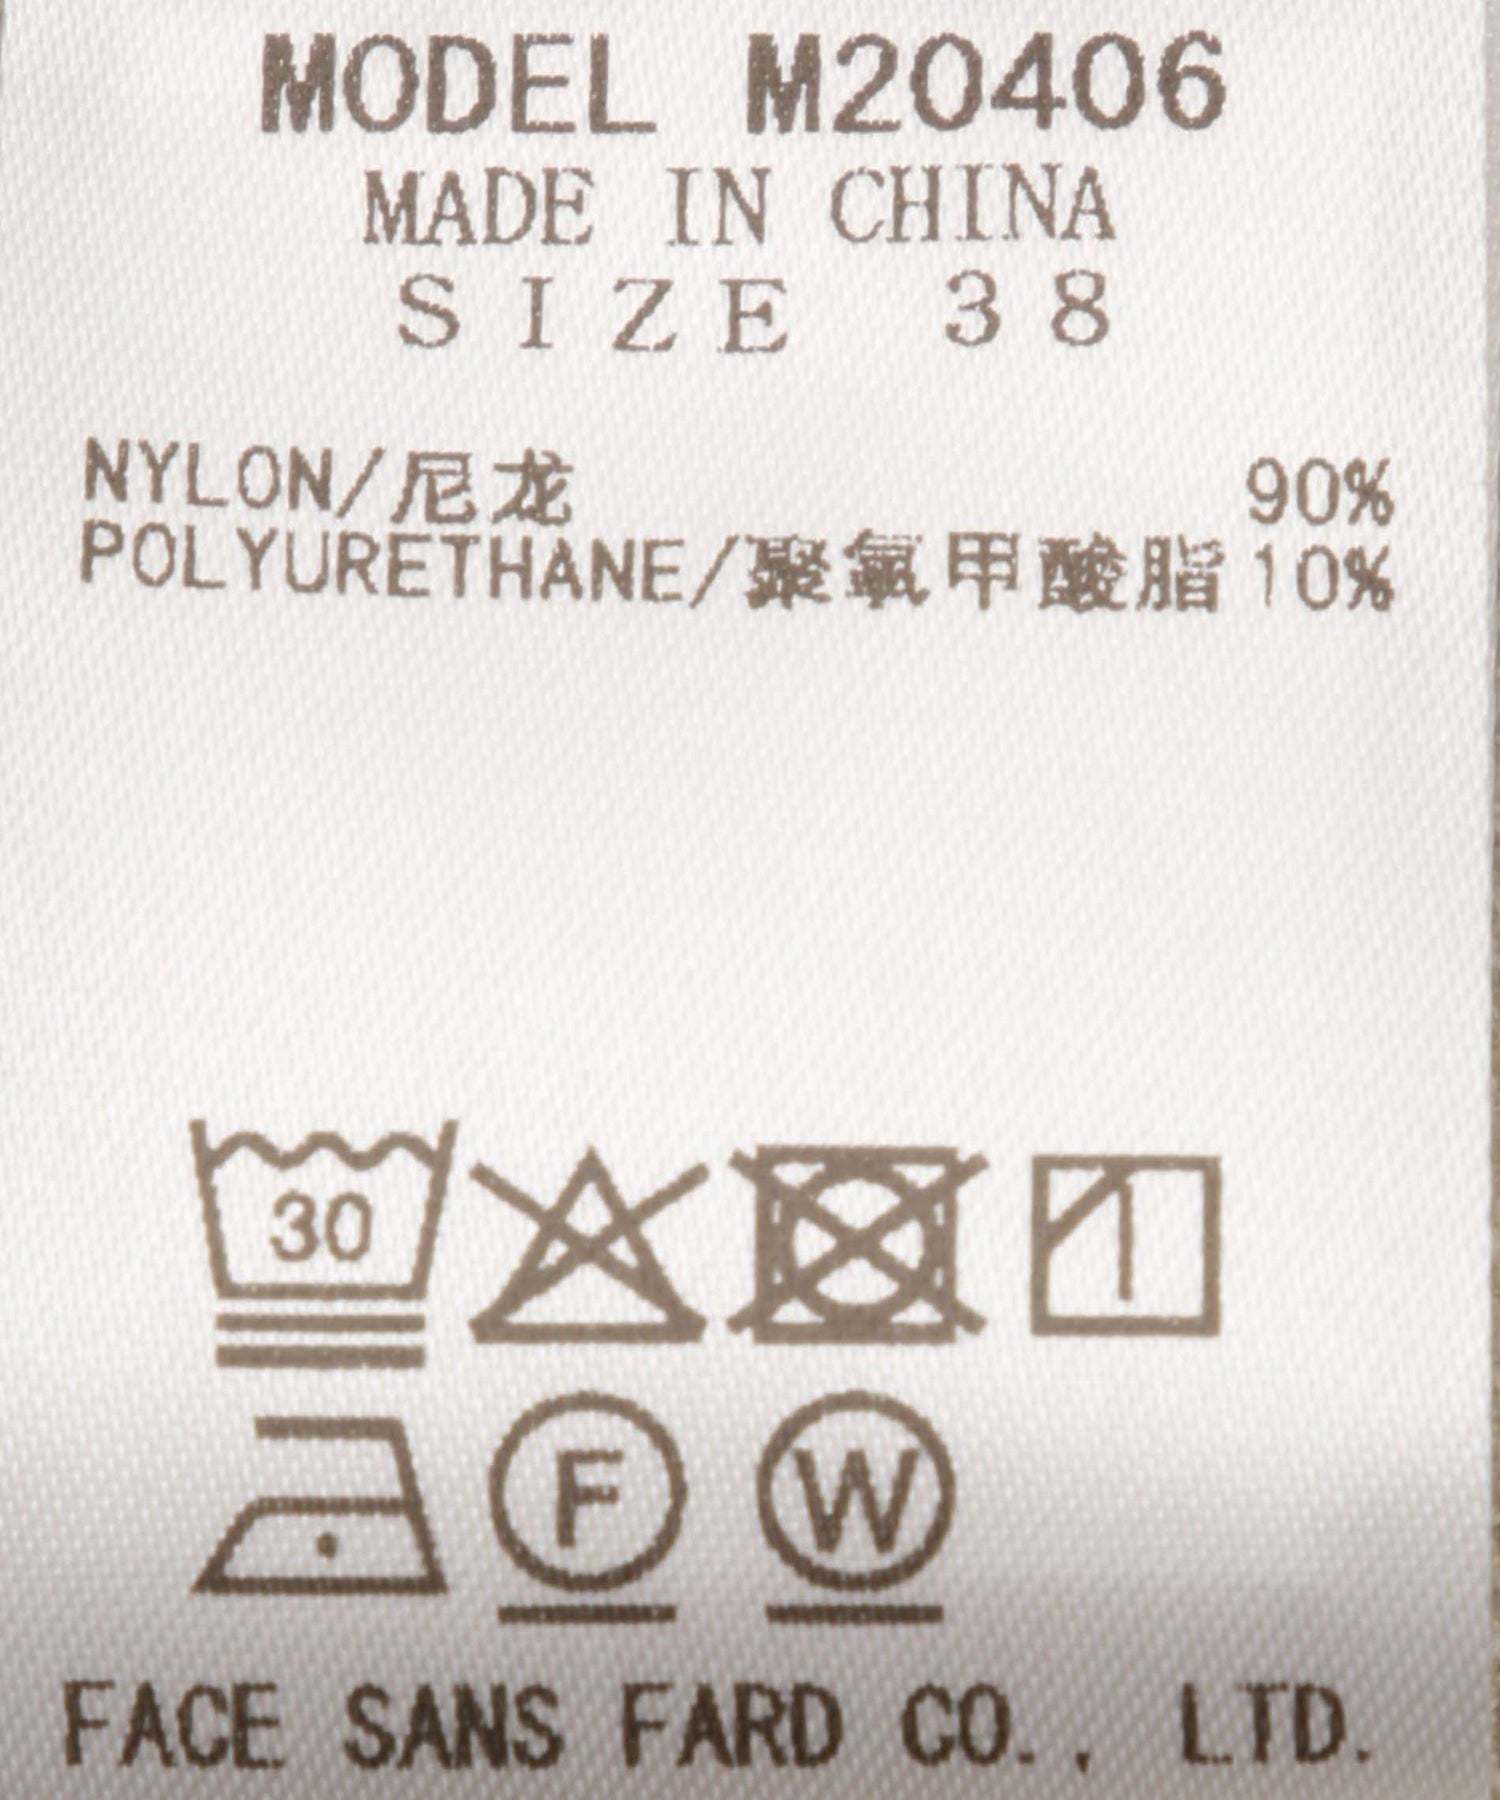 MODEL M20406
MADE IN CHINA
SIZE 38
NYLON/尼龙 90%
POLYURETHANE/聚氨甲酸脂 10%
30
F W
FACE SANS FARD CO., LTD.